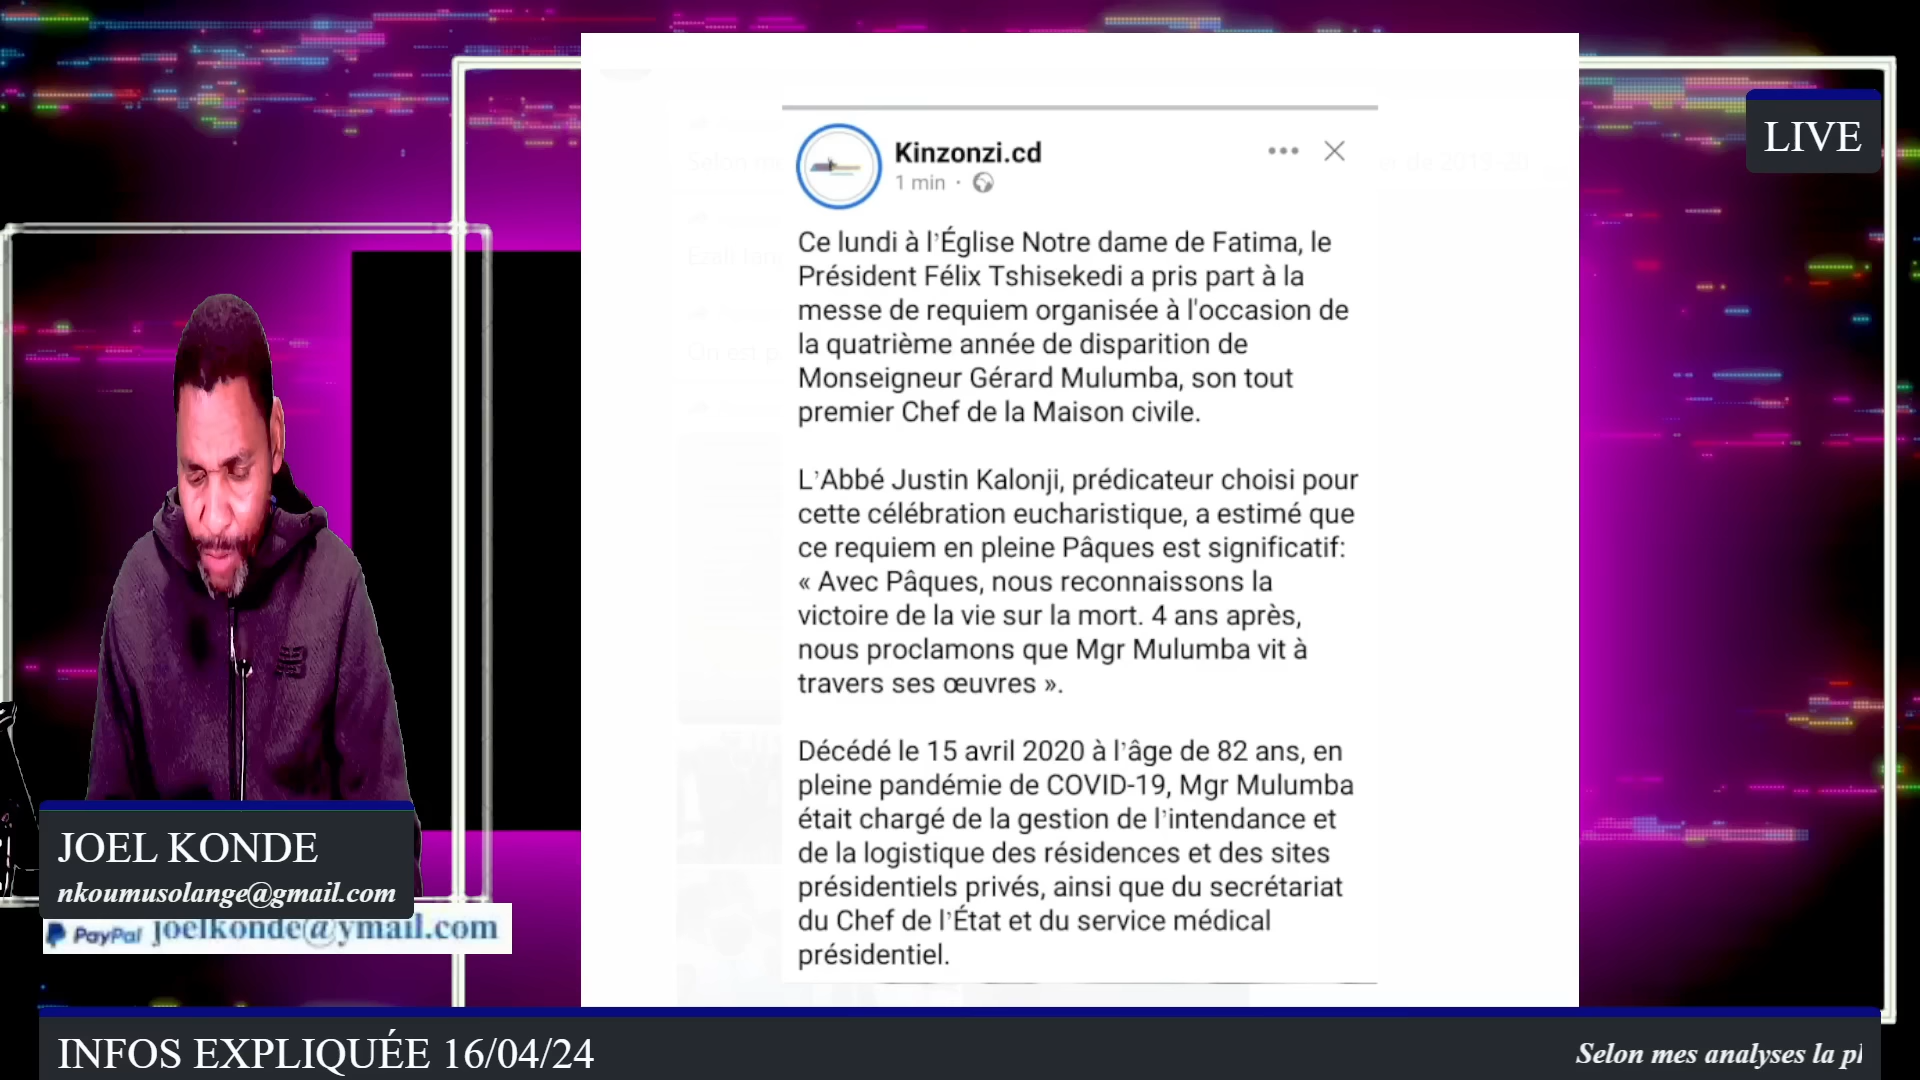 LIVE
Kinzonzi.cd
1 min
Ce lundi à l'Église Notre dame de Fatima, le
Président Félix Tshisekedi a pris part à la
messe de requiem organisée à l'occasion de
la quatrième année de disparition de
Monseigneur Gérard Mulumba, son tout
premier Chef de la Maison civile.
L'Abbé Justin Kalonji, prédicateur choisi pour
cette célébration eucharistique, a estimé que
ce requiem en pleine Pâques est significatif:
« Avec Pâques, nous reconnaissons la
victoire de la vie sur la mort. 4 ans après,
nous proclamons que Mgr Mulumba vit à
travers ses œuvres ».
Décédé le 15 avril 2020 à l'âge de 82 ans, en
pleine pandémie de COVID-19, Mgr Mulumba
était chargé de la gestion de l'intendance et
de la logistique des résidences et des sites
présidentiels privés, ainsi que du secrétariat
du Chef de l'État et du service médical
présidentiel.
JOEL KONDE
nkoumusolange@gmail.com
PayPal joelkonde@ymail.com
INFOS EXPLIQUÉE 16/04/24
Selon mes analyses la pl